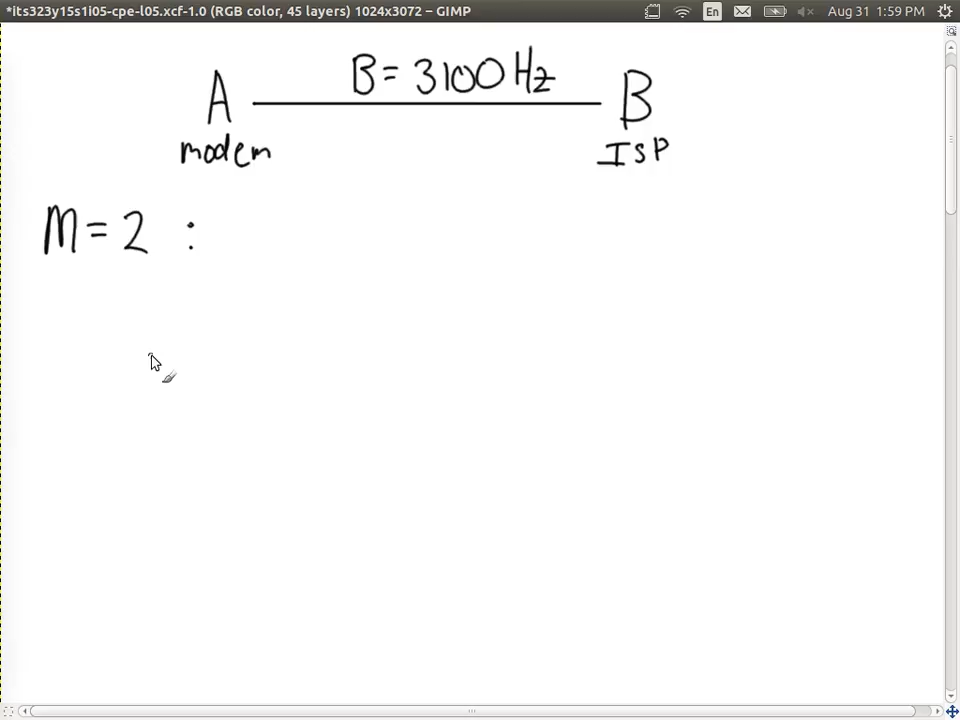 *its323y15s1i05-cpe-l05.xcf-1.0 (RGB color, 45 layers) 1024x3072 – GIMP
En
Aug 31 1:59 PM
B = 3100 Hz
A B
modem ISP
M = 2 :